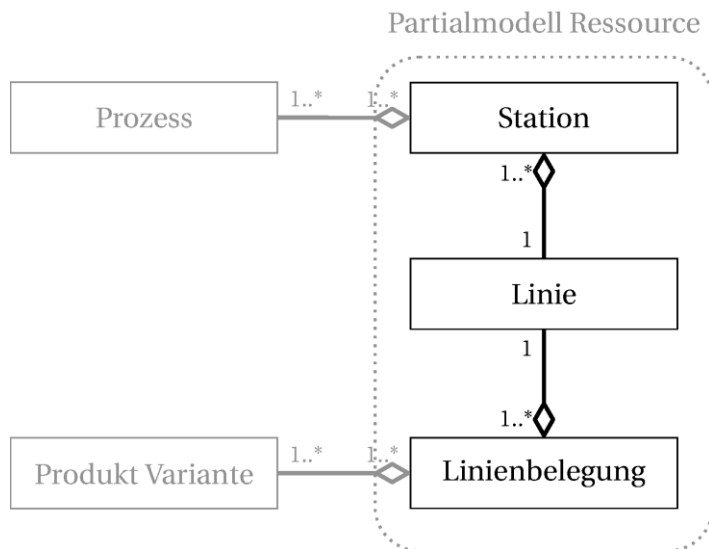 Partialmodell Ressource
Prozess
1..*
1..*
Station
1..*
1
Linie
1
1..*
Produkt Variante
1..*
1..*
Linienbelegung